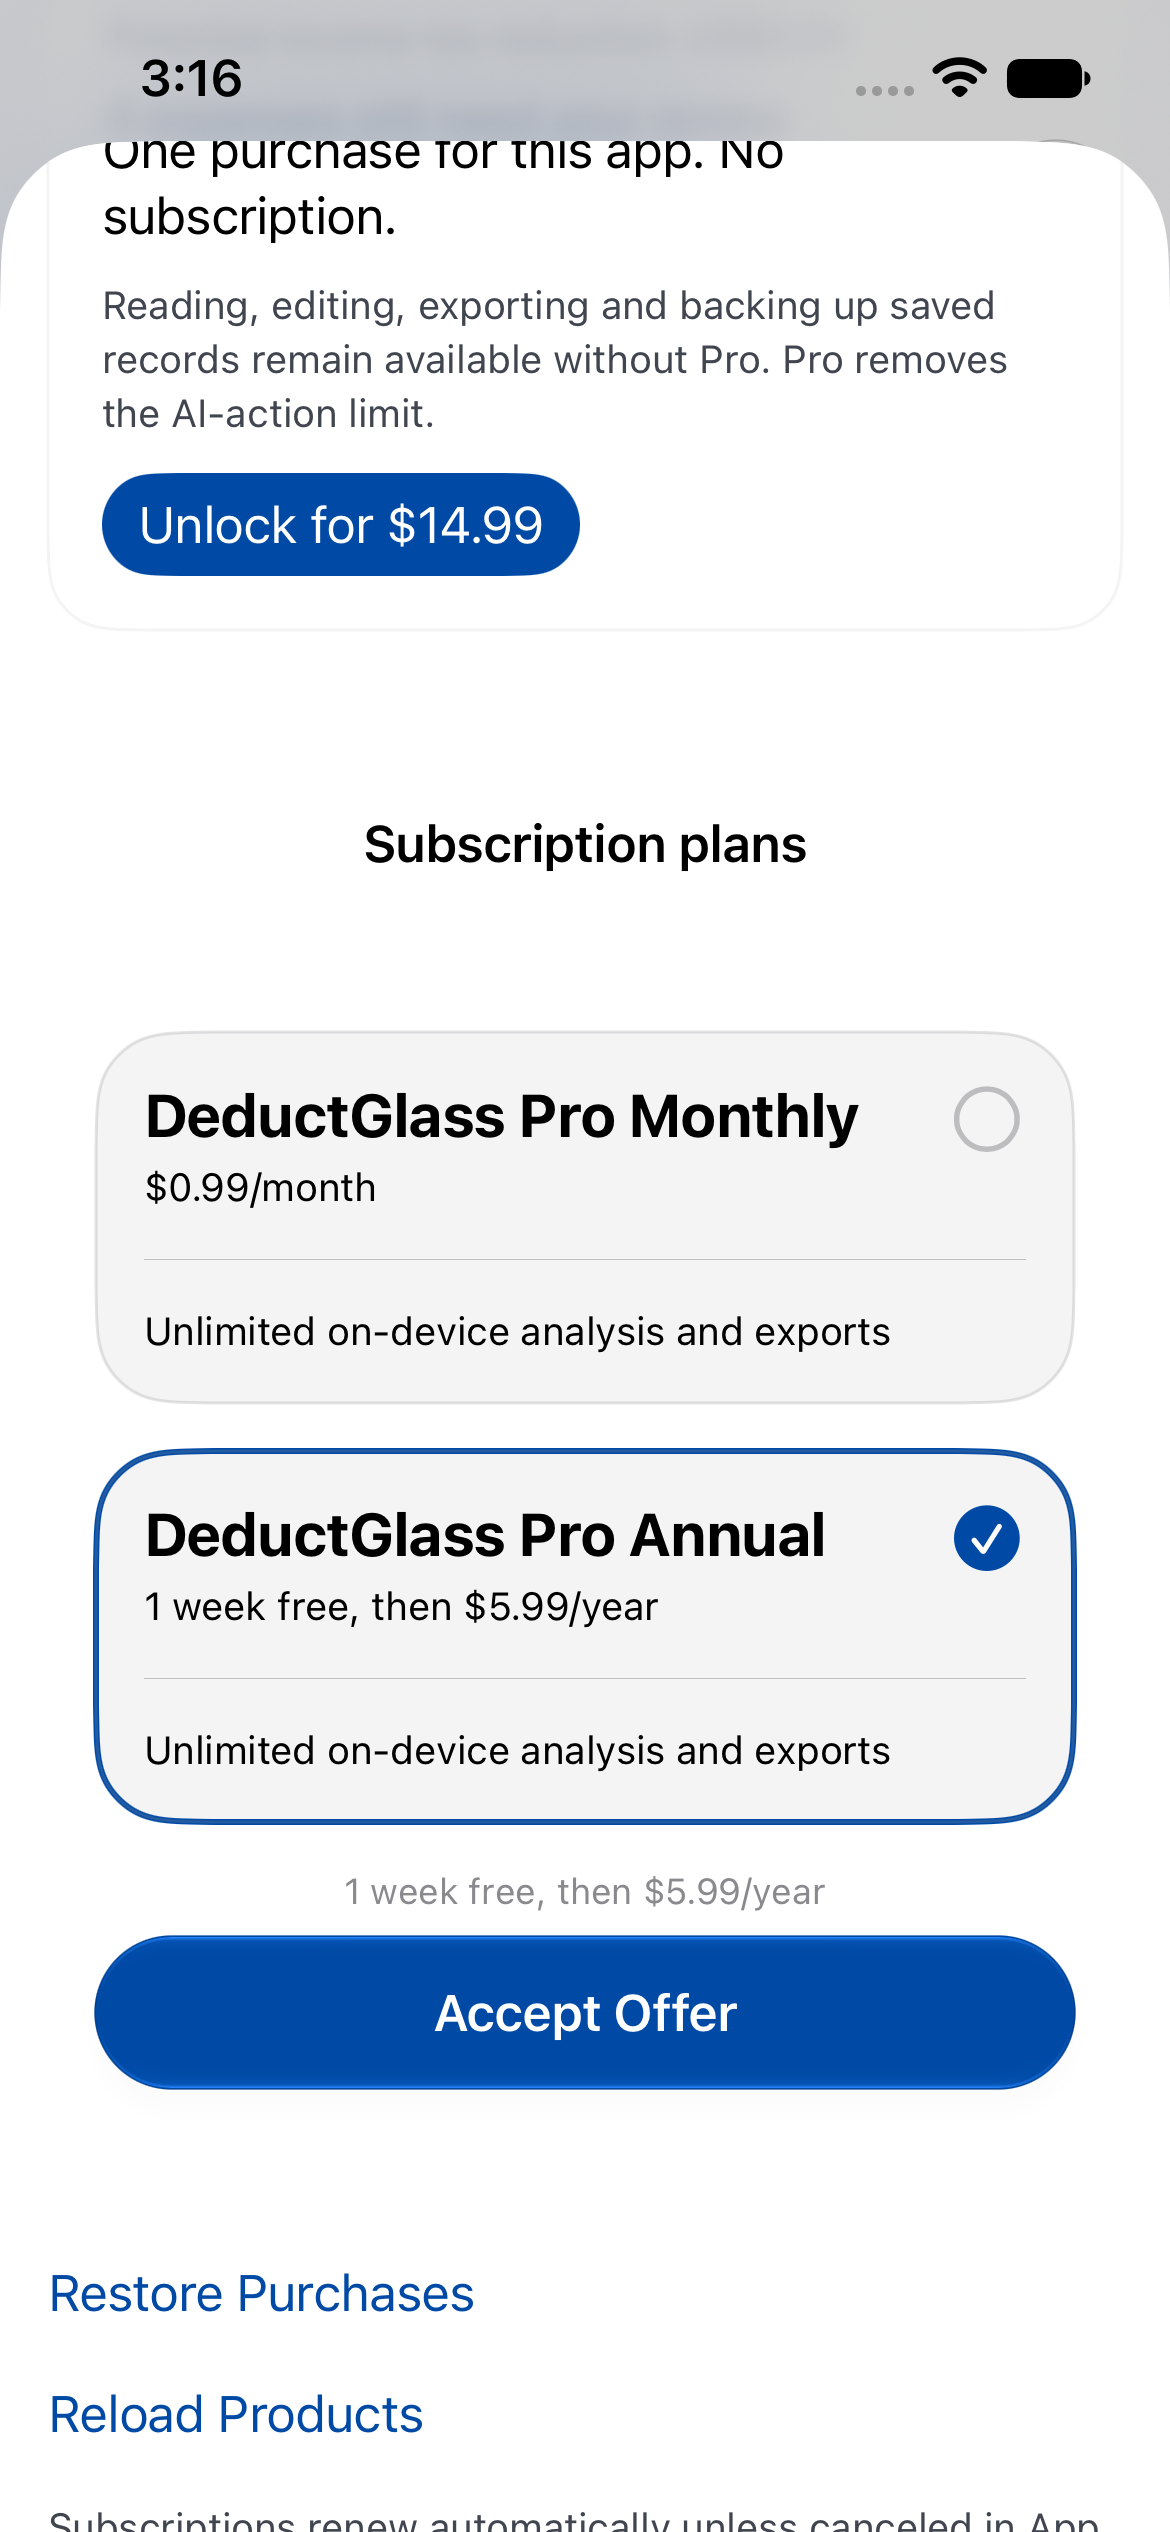 3:16
One purchase for this app. No
subscription.
Reading, editing, exporting and backing up saved
records remain available without Pro. Pro removes
the AI-action limit.
Unlock for $14.99
Subscription plans
DeductGlass Pro Monthly
$0.99/month
Unlimited on-device analysis and exports
DeductGlass Pro Annual
1 week free, then $5.99/year
Unlimited on-device analysis and exports
1 week free, then $5.99/year
Accept Offer
Restore Purchases
Reload Products
Subscriptions renew automatically unless canceled in App